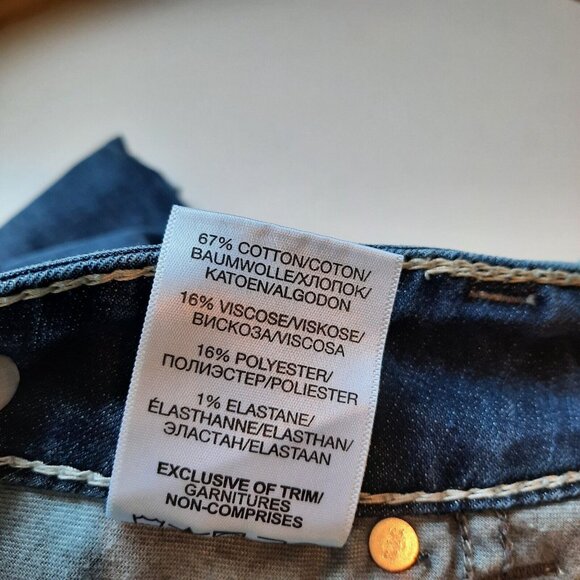 67% COTTON/COTON/
BAUMWOLLE/ХЛОПОК/
KATOEN/ALGODON
16% VISCOSE/VISKOSE/
ВИСКОЗА/VISCOSA
16% POLYESTER/
ПОЛИЭСТЕР/POLIESTER
1% ELASTANE/
ÉLASTHANNE/ELASTHAN/
ЭЛАСТАН/ELASTAAN
EXCLUSIVE OF TRIM/
GARNITURES
NON-COMPRISES